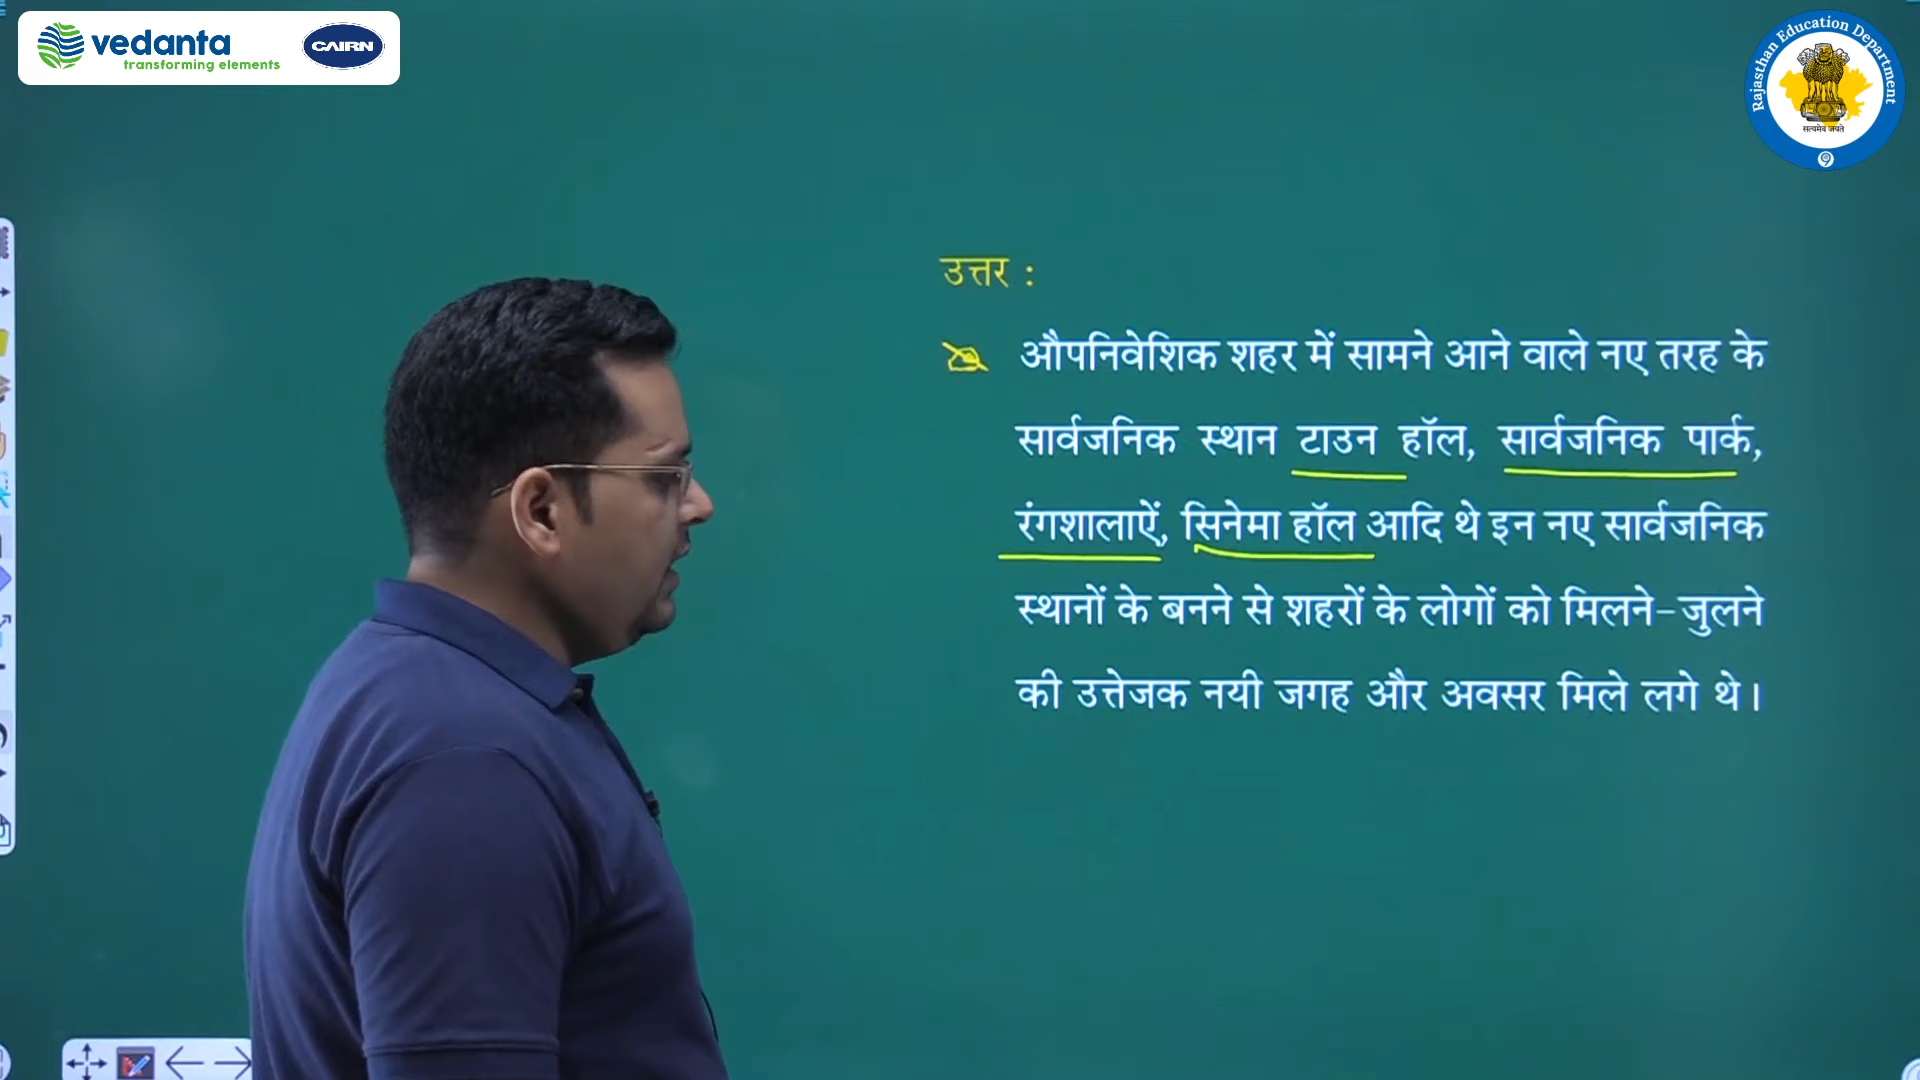 vedanta
transforming elements
CAIRN
Rajasthan Education Department
सत्यमेव जयते
उत्तर :
औपनिवेशिक शहर में सामने आने वाले नए तरह के
सार्वजनिक स्थान टाउन हॉल, सार्वजनिक पार्क,
रंगशालाऐं, सिनेमा हॉल आदि थे इन नए सार्वजनिक
स्थानों के बनने से शहरों के लोगों को मिलने-जुलने
की उत्तेजक नयी जगह और अवसर मिले लगे थे।